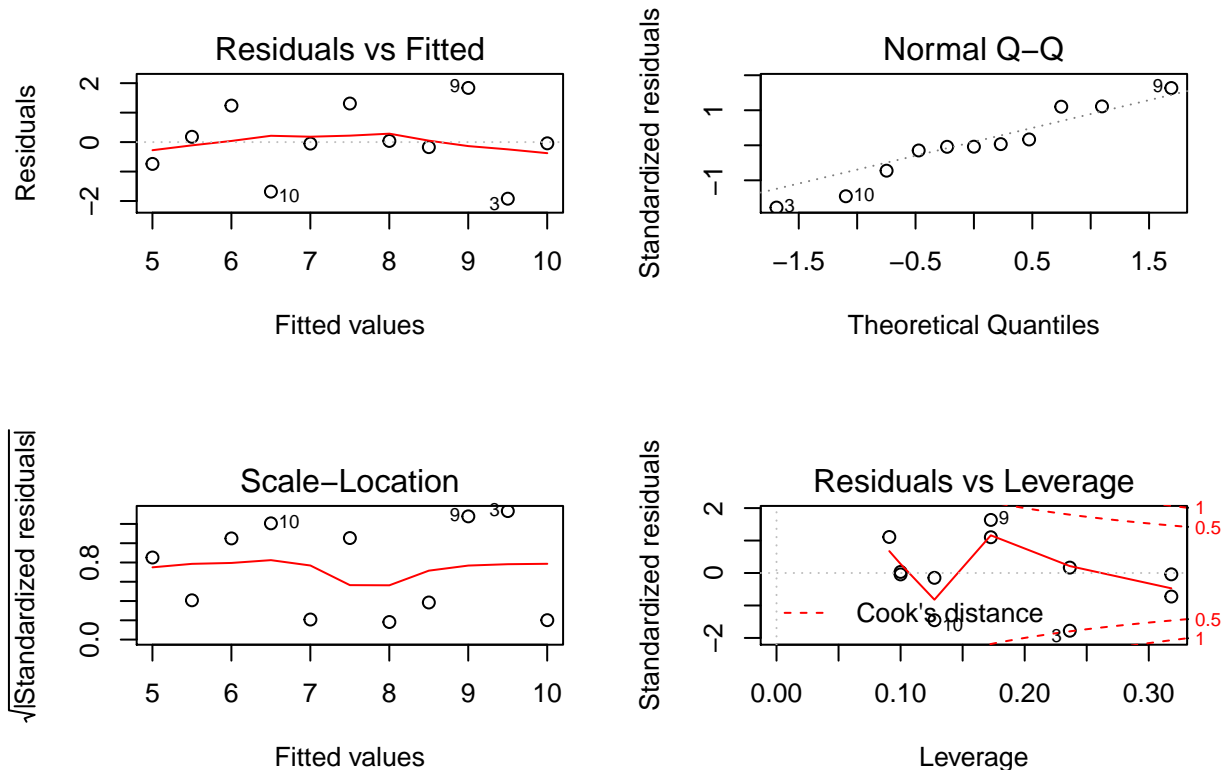 Residuals vs Fitted
Residuals
−2 0 2
9
10
3
5 6 7 8 9 10
Fitted values
Normal Q−Q
Standardized residuals
−1 1
9
10
3
−1.5 −0.5 0.5 1.5
Theoretical Quantiles
Scale−Location
√|Standardized residuals|
0.0 0.8
10
9
3
5 6 7 8 9 10
Fitted values
Residuals vs Leverage
Standardized residuals
−2 0 2
1
0.5
9
Cook's distance
10
3
0.5
1
0.00 0.10 0.20 0.30
Leverage